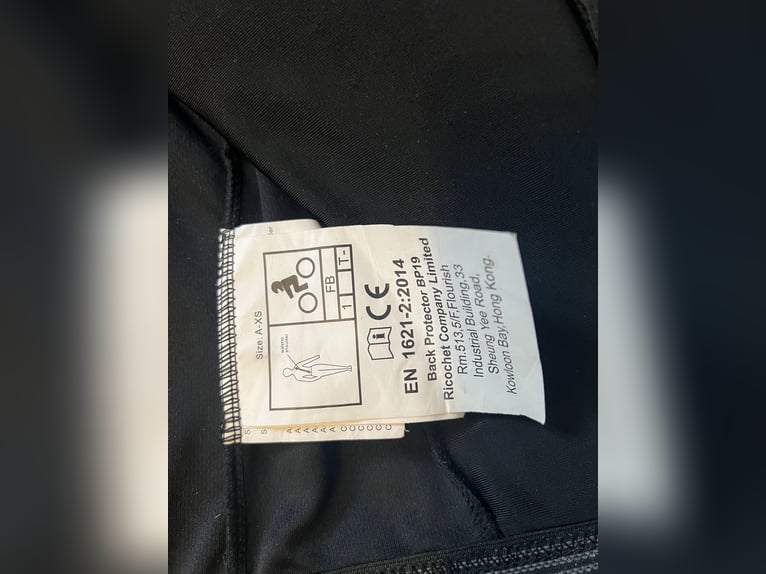 Size: A-XS
FB
1
T-
CE
EN 1621-2:2014
Back Protector BP19
Ricochet Company Limited
Rm.513,5/F,Flourish
Industrial Building,33
Sheung Yee Road,
Kowloon Bay,Hong Kong.